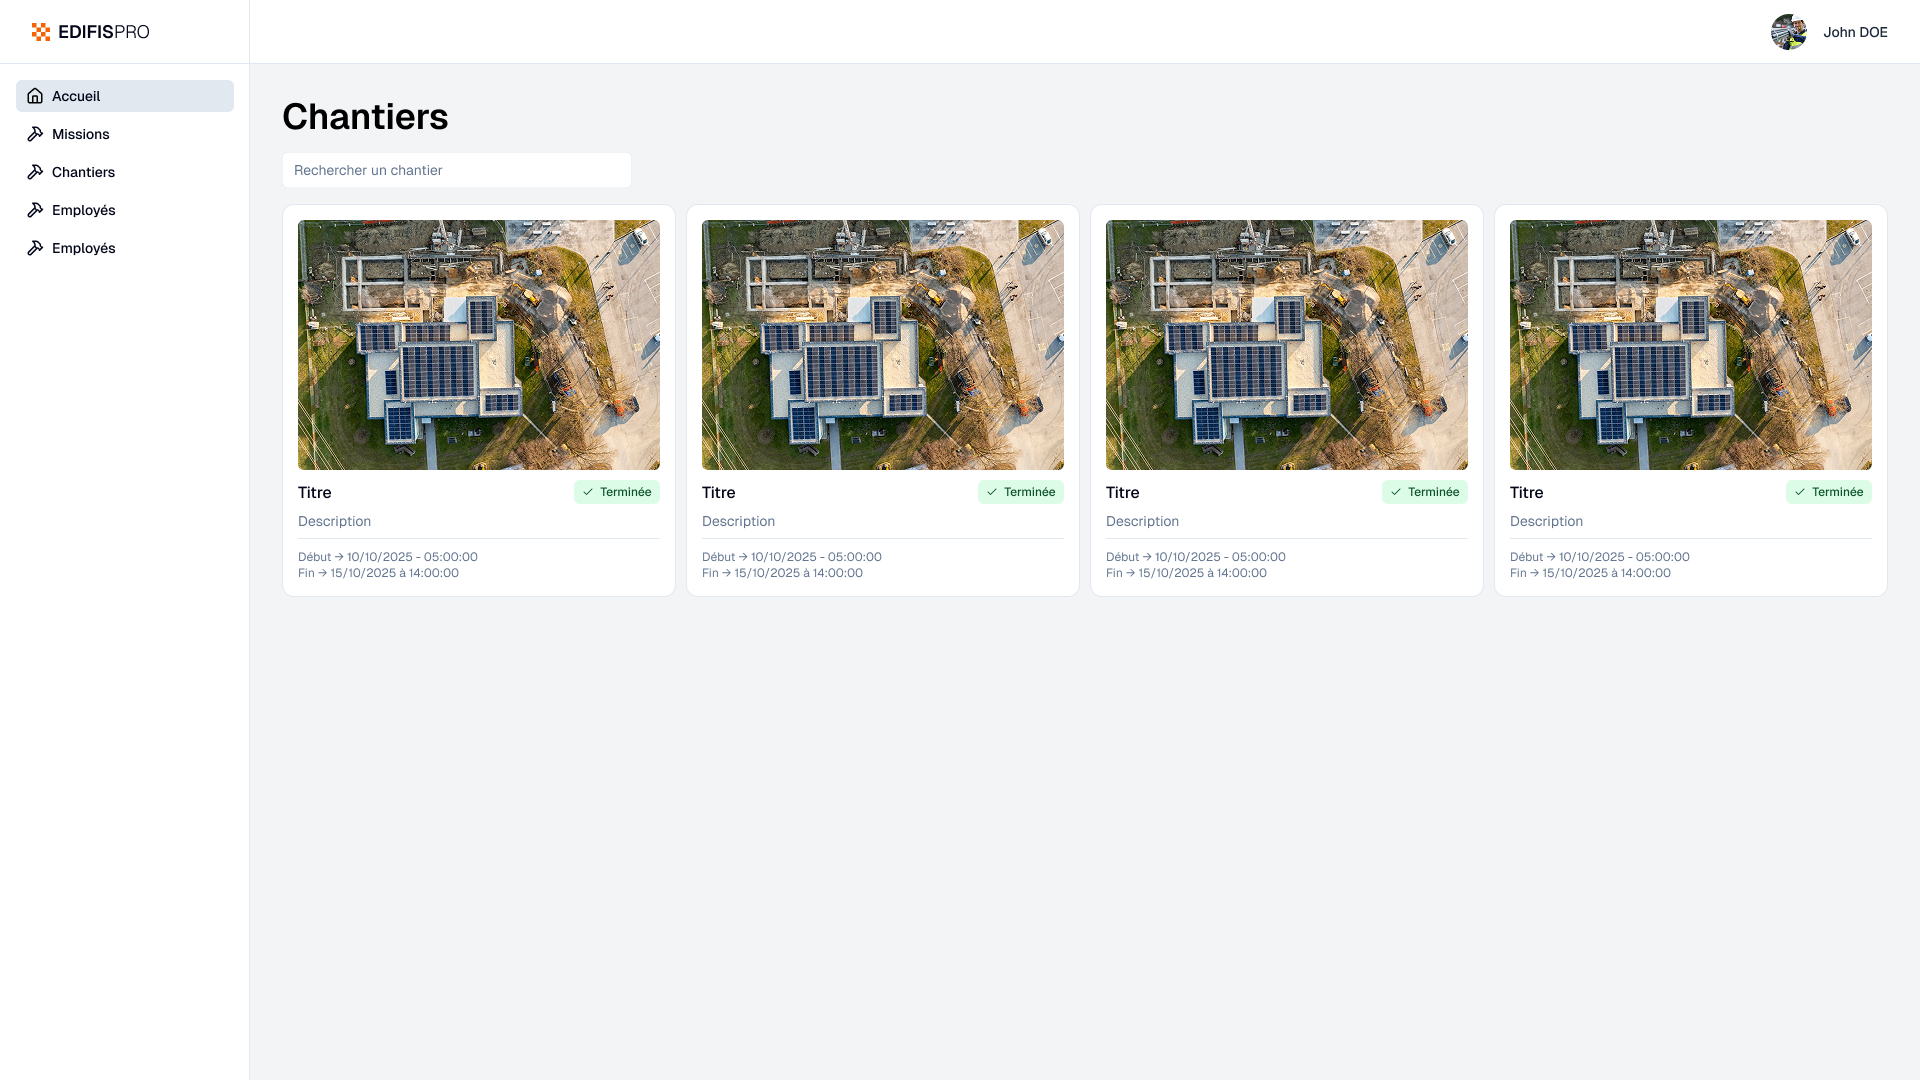 EDIFISPRO
John DOE
Accueil
Missions
Chantiers
Employés
Employés
Chantiers
Rechercher un chantier
Titre
Terminée
Description
Début → 10/10/2025 - 05:00:00
Fin → 15/10/2025 à 14:00:00
Titre
Terminée
Description
Début → 10/10/2025 - 05:00:00
Fin → 15/10/2025 à 14:00:00
Titre
Terminée
Description
Début → 10/10/2025 - 05:00:00
Fin → 15/10/2025 à 14:00:00
Titre
Terminée
Description
Début → 10/10/2025 - 05:00:00
Fin → 15/10/2025 à 14:00:00